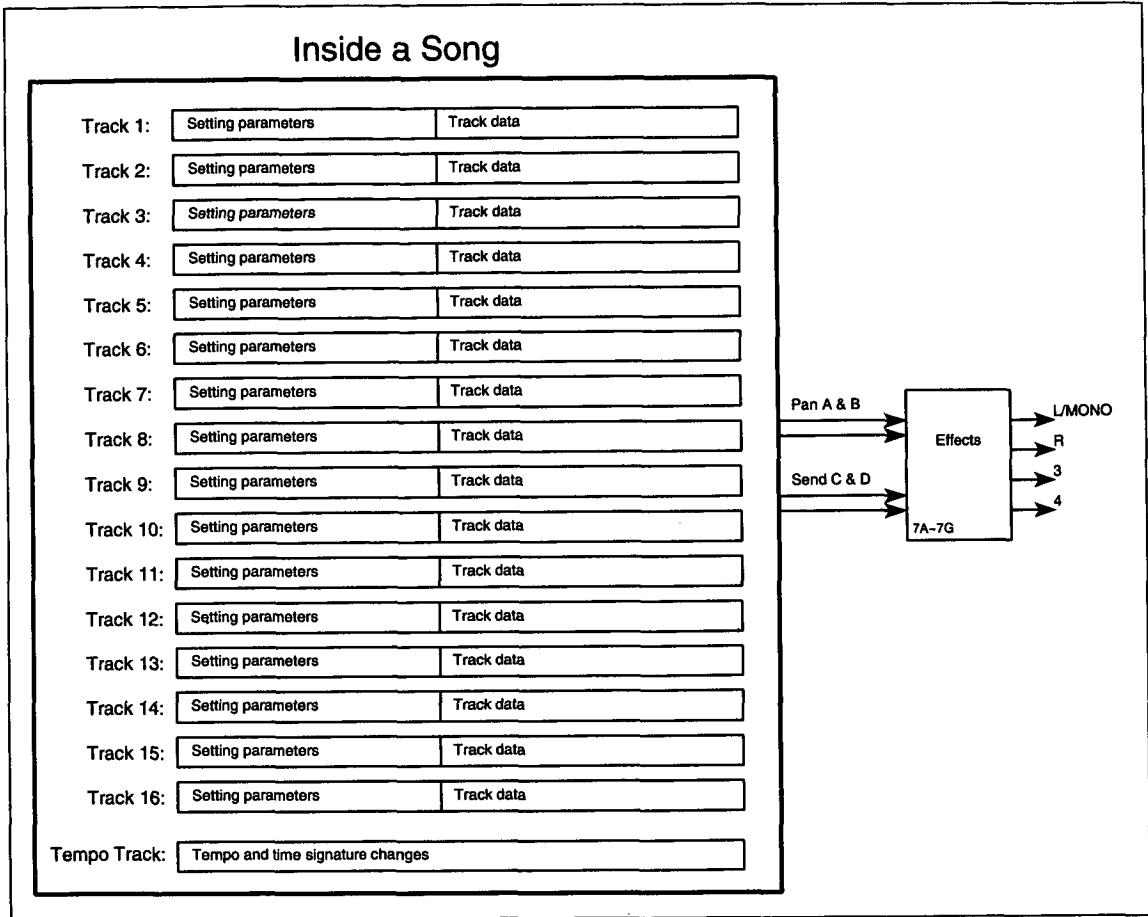 Inside a Song
Track 1: Setting parameters Track data
Track 2: Setting parameters Track data
Track 3: Setting parameters Track data
Track 4: Setting parameters Track data
Track 5: Setting parameters Track data
Track 6: Setting parameters Track data
Track 7: Setting parameters Track data
Track 8: Setting parameters Track data
Track 9: Setting parameters Track data
Track 10: Setting parameters Track data
Track 11: Setting parameters Track data
Track 12: Setting parameters Track data
Track 13: Setting parameters Track data
Track 14: Setting parameters Track data
Track 15: Setting parameters Track data
Track 16: Setting parameters Track data
Tempo Track: Tempo and time signature changes
Pan A & B
Send C & D
Effects
7A~7G
L/MONO
R
3
4